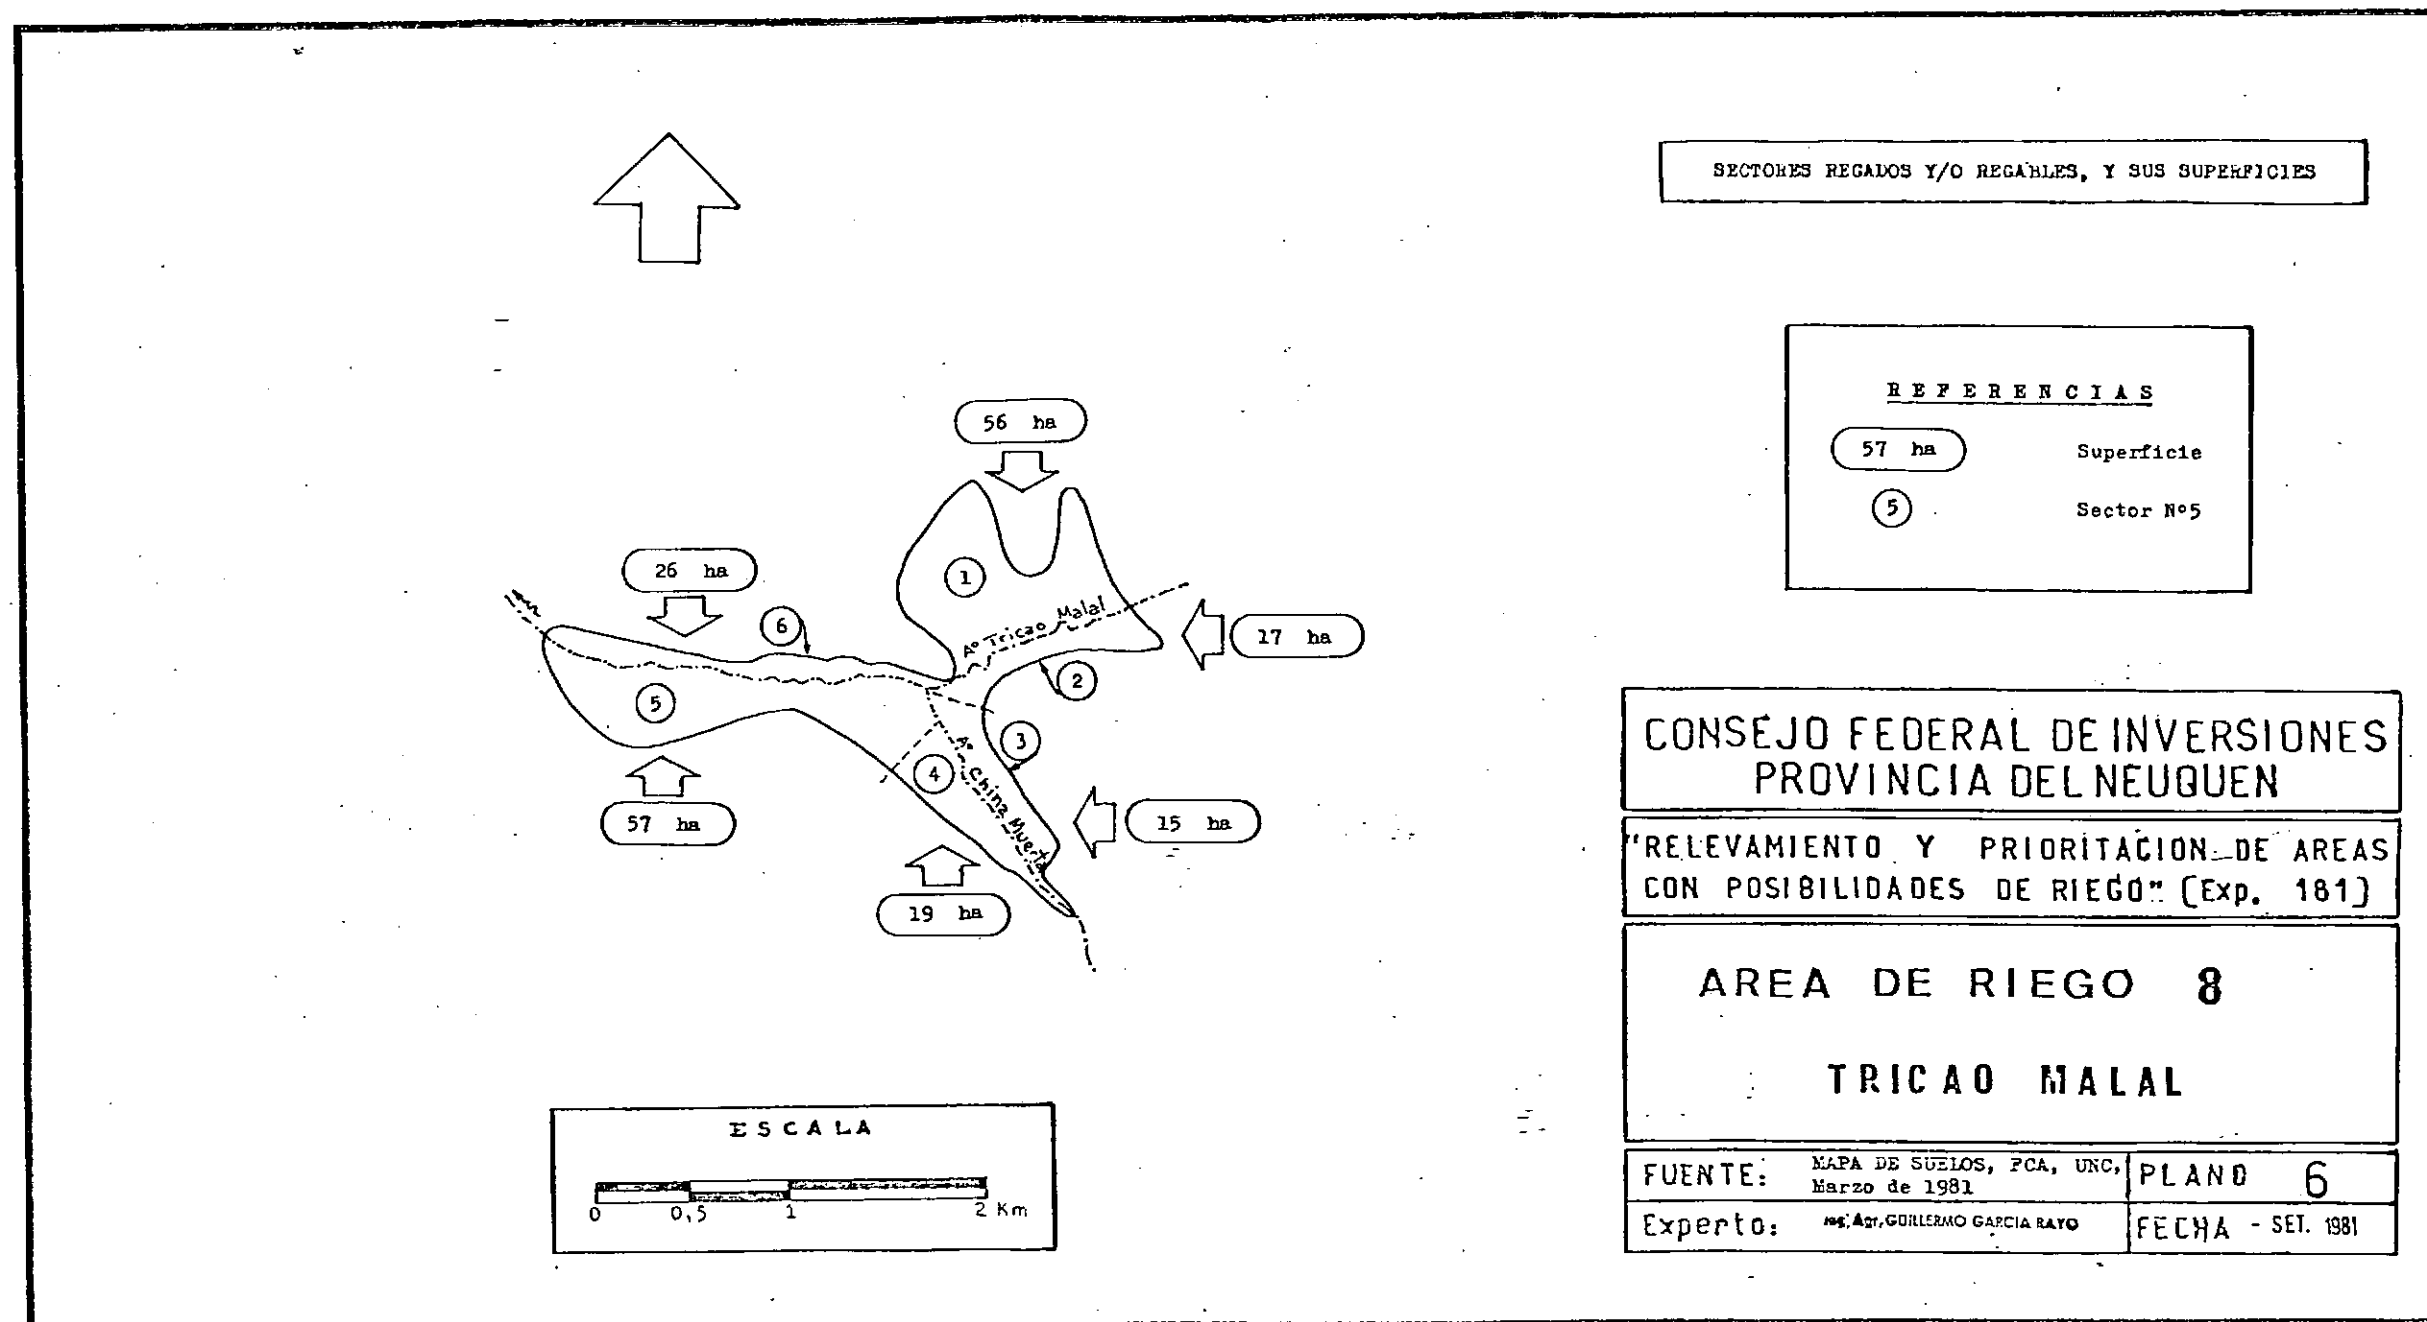 SECTORES REGADOS Y/O REGABLES, Y SUS SUPERFICIES
REFERENCIAS
57 ha Superficie
5 Sector Nº5
56 ha
1
26 ha
6
Aº Tricao Malal
17 ha
2
5
3
4
Aº China Muerta
57 ha
15 ha
19 ha
ESCALA
0 0,5 1 2 Km
CONSEJO FEDERAL DE INVERSIONES
PROVINCIA DEL NEUQUEN
"RELEVAMIENTO Y PRIORITACION DE AREAS
CON POSIBILIDADES DE RIEGO" (Exp. 181)
AREA DE RIEGO 8
TRICAO MALAL
FUENTE: MAPA DE SUELOS, PCA, UNC,
Marzo de 1981
PLANO 6
Experto: Ing. Agr. GUILLERMO GARCIA RAYO
FECHA - SET. 1981